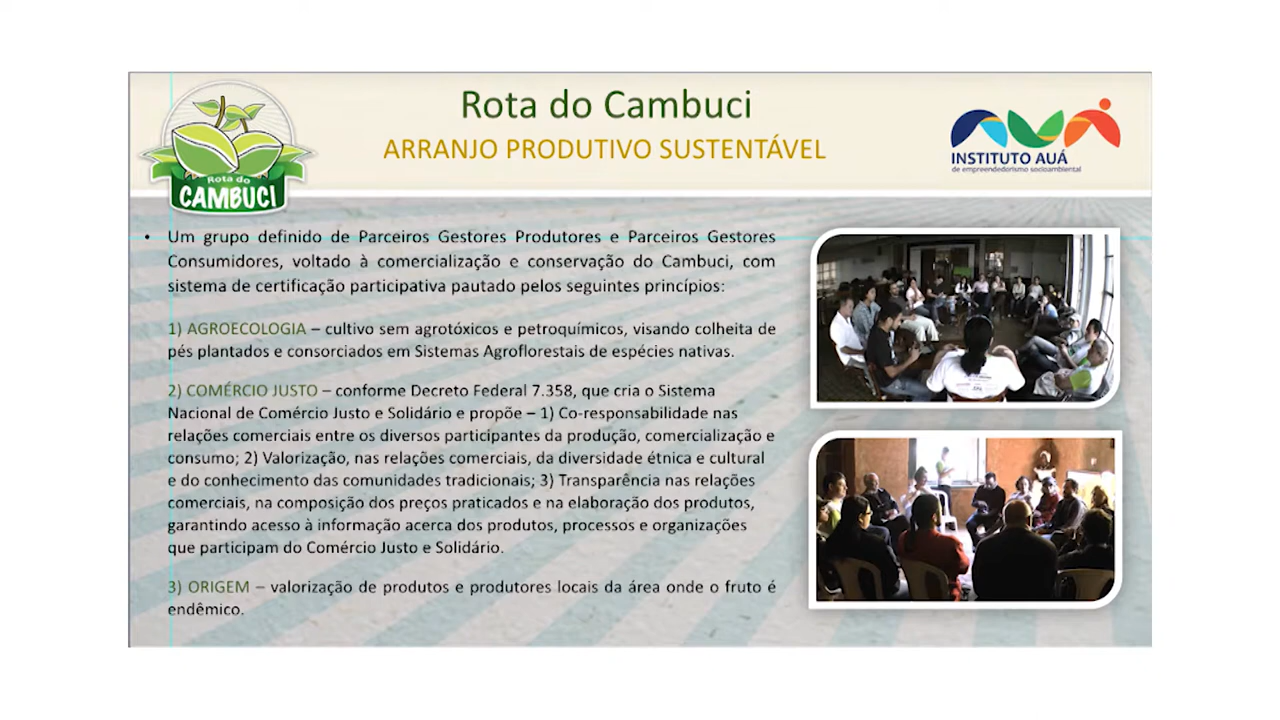 Rota do Cambuci
ARRANJO PRODUTIVO SUSTENTÁVEL
Rota do
CAMBUCI
INSTITUTO AUÁ
de empreendedorismo socioambiental
• Um grupo definido de Parceiros Gestores Produtores e Parceiros Gestores
Consumidores, voltado à comercialização e conservação do Cambuci, com
sistema de certificação participativa pautado pelos seguintes princípios:
1) AGROECOLOGIA – cultivo sem agrotóxicos e petroquímicos, visando colheita de
pés plantados e consorciados em Sistemas Agroflorestais de espécies nativas.
2) COMÉRCIO JUSTO – conforme Decreto Federal 7.358, que cria o Sistema
Nacional de Comércio Justo e Solidário e propõe – 1) Co-responsabilidade nas
relações comerciais entre os diversos participantes da produção, comercialização e
consumo; 2) Valorização, nas relações comerciais, da diversidade étnica e cultural
e do conhecimento das comunidades tradicionais; 3) Transparência nas relações
comerciais, na composição dos preços praticados e na elaboração dos produtos,
garantindo acesso à informação acerca dos produtos, processos e organizações
que participam do Comércio Justo e Solidário.
3) ORIGEM – valorização de produtos e produtores locais da área onde o fruto é
endêmico.